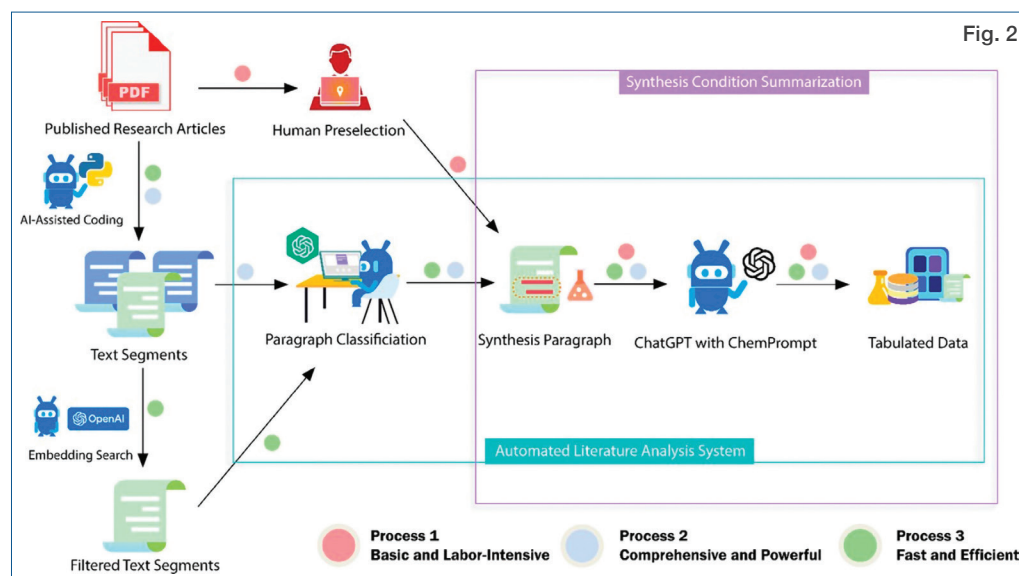 Fig. 2
PDF
Synthesis Condition Summarization
Published Research Articles
Human Preselection
AI-Assisted Coding
Text Segments
Paragraph Classificiation
Synthesis Paragraph
ChatGPT with ChemPrompt
Tabulated Data
OpenAI
Embedding Search
Automated Literature Analysis System
Filtered Text Segments
Process 1
Basic and Labor-Intensive
Process 2
Comprehensive and Powerful
Process 3
Fast and Efficient